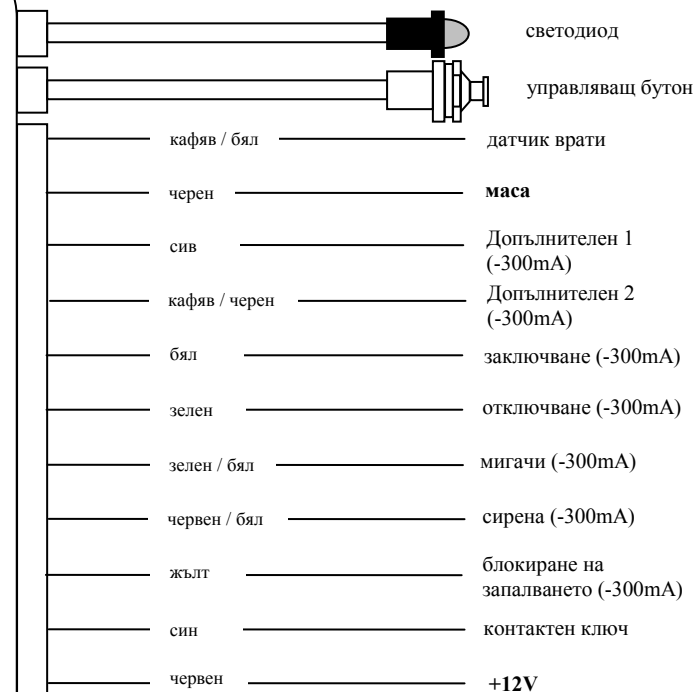 светодиод
управляващ бутон
кафяв / бял датчик врати
черен маса
сив Допълнителен 1
(-300mA)
кафяв / черен Допълнителен 2
(-300mA)
бял заключване (-300mA)
зелен отключване (-300mA)
зелен / бял мигачи (-300mA)
червен / бял сирена (-300mA)
жълт блокиране на
запалването (-300mA)
син контактен ключ
червен +12V